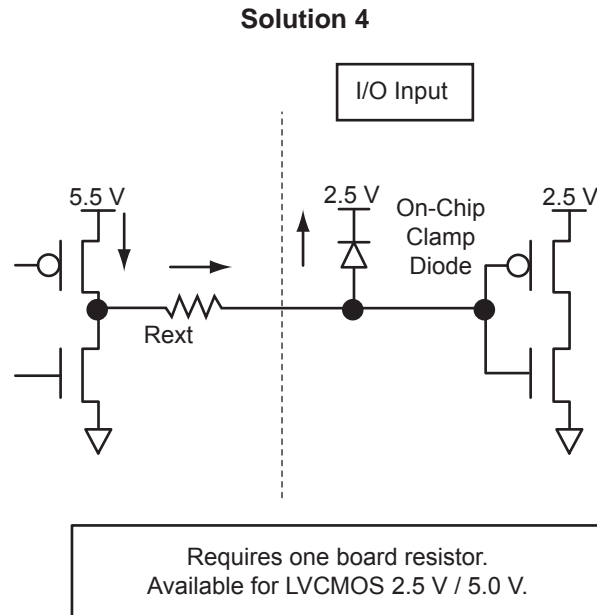 Solution 4
I/O Input
5.5 V
2.5 V
On-Chip
Clamp
Diode
2.5 V
Rext
Requires one board resistor.
Available for LVCMOS 2.5 V / 5.0 V.